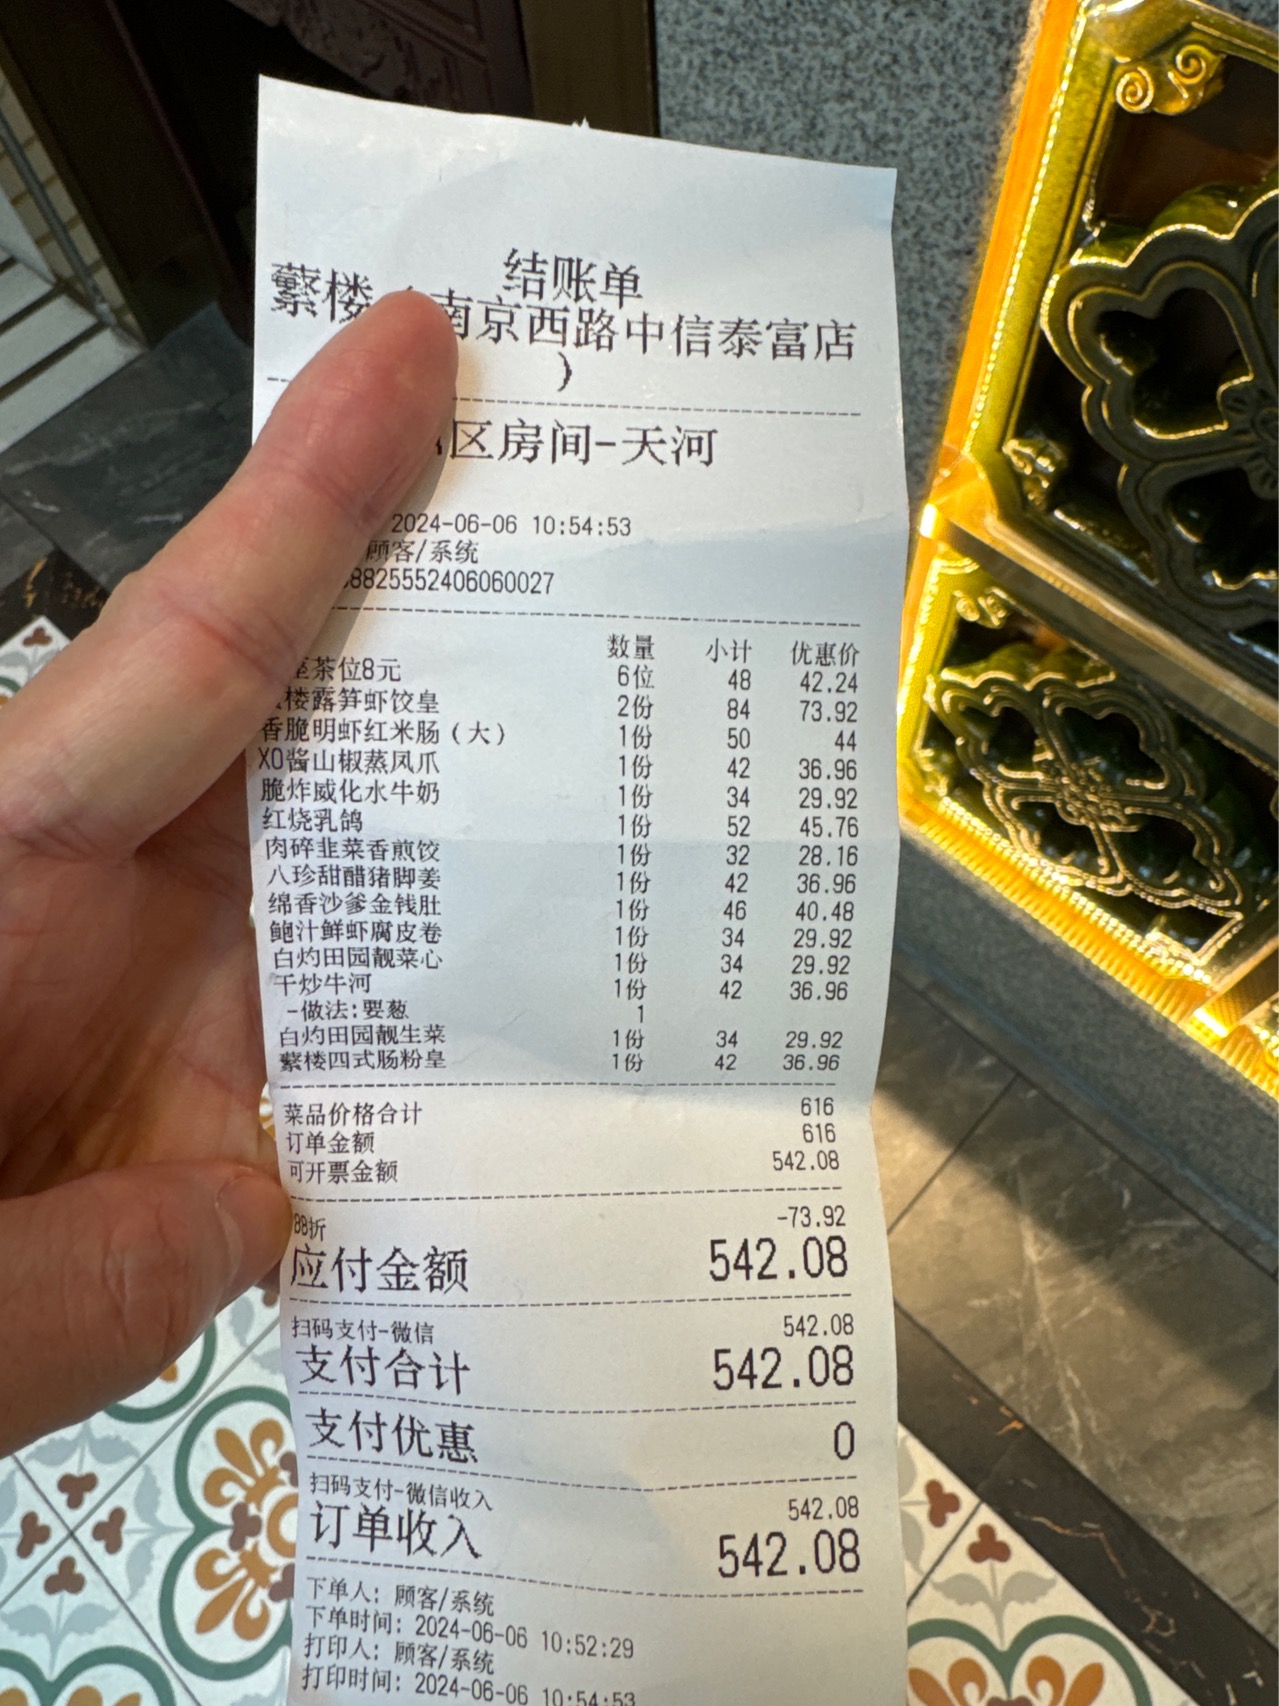 结账单
蘩楼（南京西路中信泰富店
）
区房间-天河
2024-06-06 10:54:53
顾客/系统
88255524060600​27
数量 小计 优惠价
茶位8元 6位 48 42.24
楼露笋虾饺皇 2份 84 73.92
香脆明虾红米肠（大） 1份 50 44
XO酱山椒蒸凤爪 1份 42 36.96
脆炸威化水牛奶 1份 34 29.92
红烧乳鸽 1份 52 45.76
肉碎韭菜香煎饺 1份 32 28.16
八珍甜醋猪脚姜 1份 42 36.96
绵香沙爹金钱肚 1份 46 40.48
鲍汁鲜虾腐皮卷 1份 34 29.92
白灼田园靓菜心 1份 34 29.92
干炒牛河 1份 42 36.96
-做法:要葱 1
白灼田园靓生菜 1份 34 29.92
蘩楼四式肠粉皇 1份 42 36.96
菜品价格合计 616
订单金额 616
可开票金额 542.08
88折 -73.92
应付金额 542.08
扫码支付-微信 542.08
支付合计 542.08
支付优惠 0
扫码支付-微信收入 542.08
订单收入 542.08
下单人: 顾客/系统
下单时间: 2024-06-06 10:52:29
打印人: 顾客/系统
打印时间: 2024-06-06 10:54:53